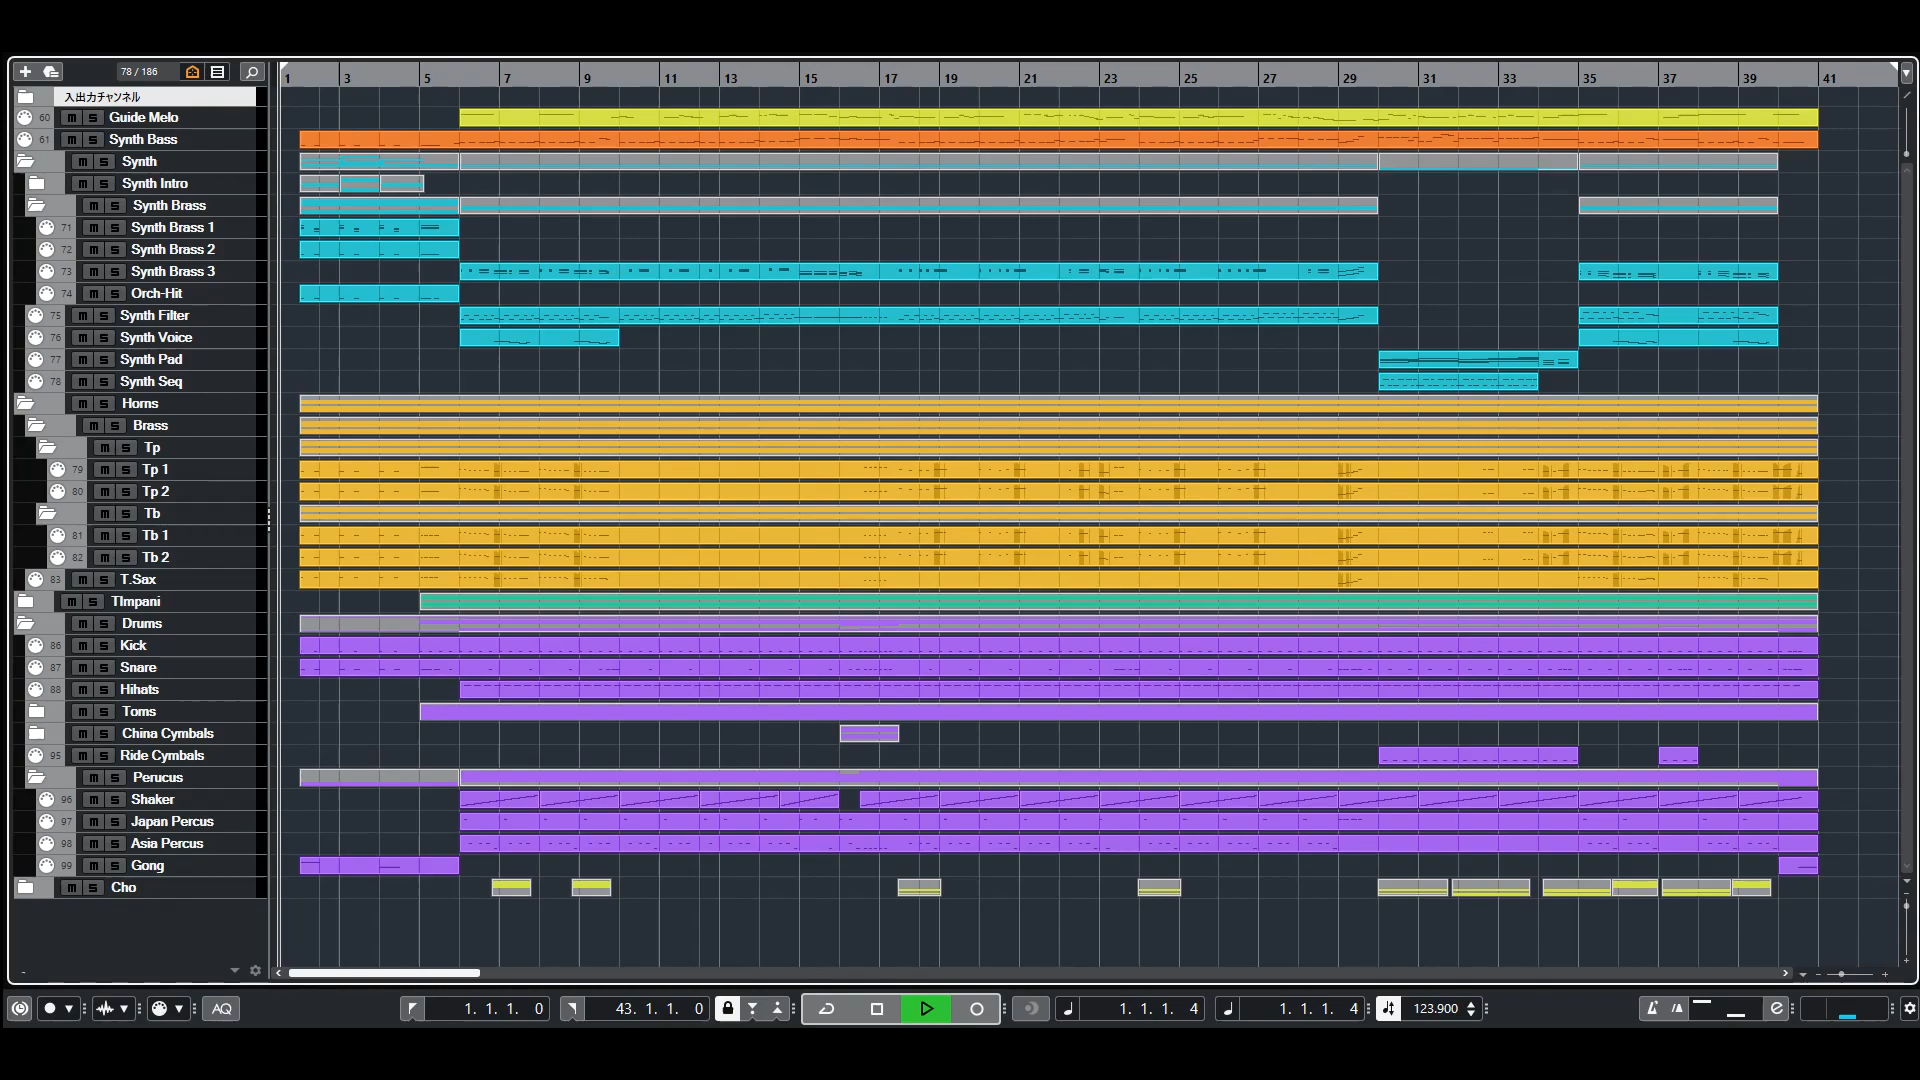 78 / 186
1 3 5 7 9 11 13 15 17 19 21 23 25 27 29 31 33 35 37 39 41
入出力チャンネル
60 m S Guide Melo
61 m S Synth Bass
m S Synth
m S Synth Intro
m S Synth Brass
71 m S Synth Brass 1
72 m S Synth Brass 2
73 m S Synth Brass 3
74 m S Orch-Hit
75 m S Synth Filter
76 m S Synth Voice
77 m S Synth Pad
78 m S Synth Seq
m S Horns
m S Brass
m S Tp
79 m S Tp 1
80 m S Tp 2
m S Tb
81 m S Tb 1
82 m S Tb 2
83 m S T.Sax
m S TImpani
m S Drums
86 m S Kick
87 m S Snare
88 m S Hihats
m S Toms
m S China Cymbals
95 m S Ride Cymbals
m S Perucus
96 m S Shaker
97 m S Japan Percus
98 m S Asia Percus
99 m S Gong
m S Cho
AQ 1. 1. 1. 0 43. 1. 1. 0 1. 1. 1. 4 1. 1. 1. 4 123.900